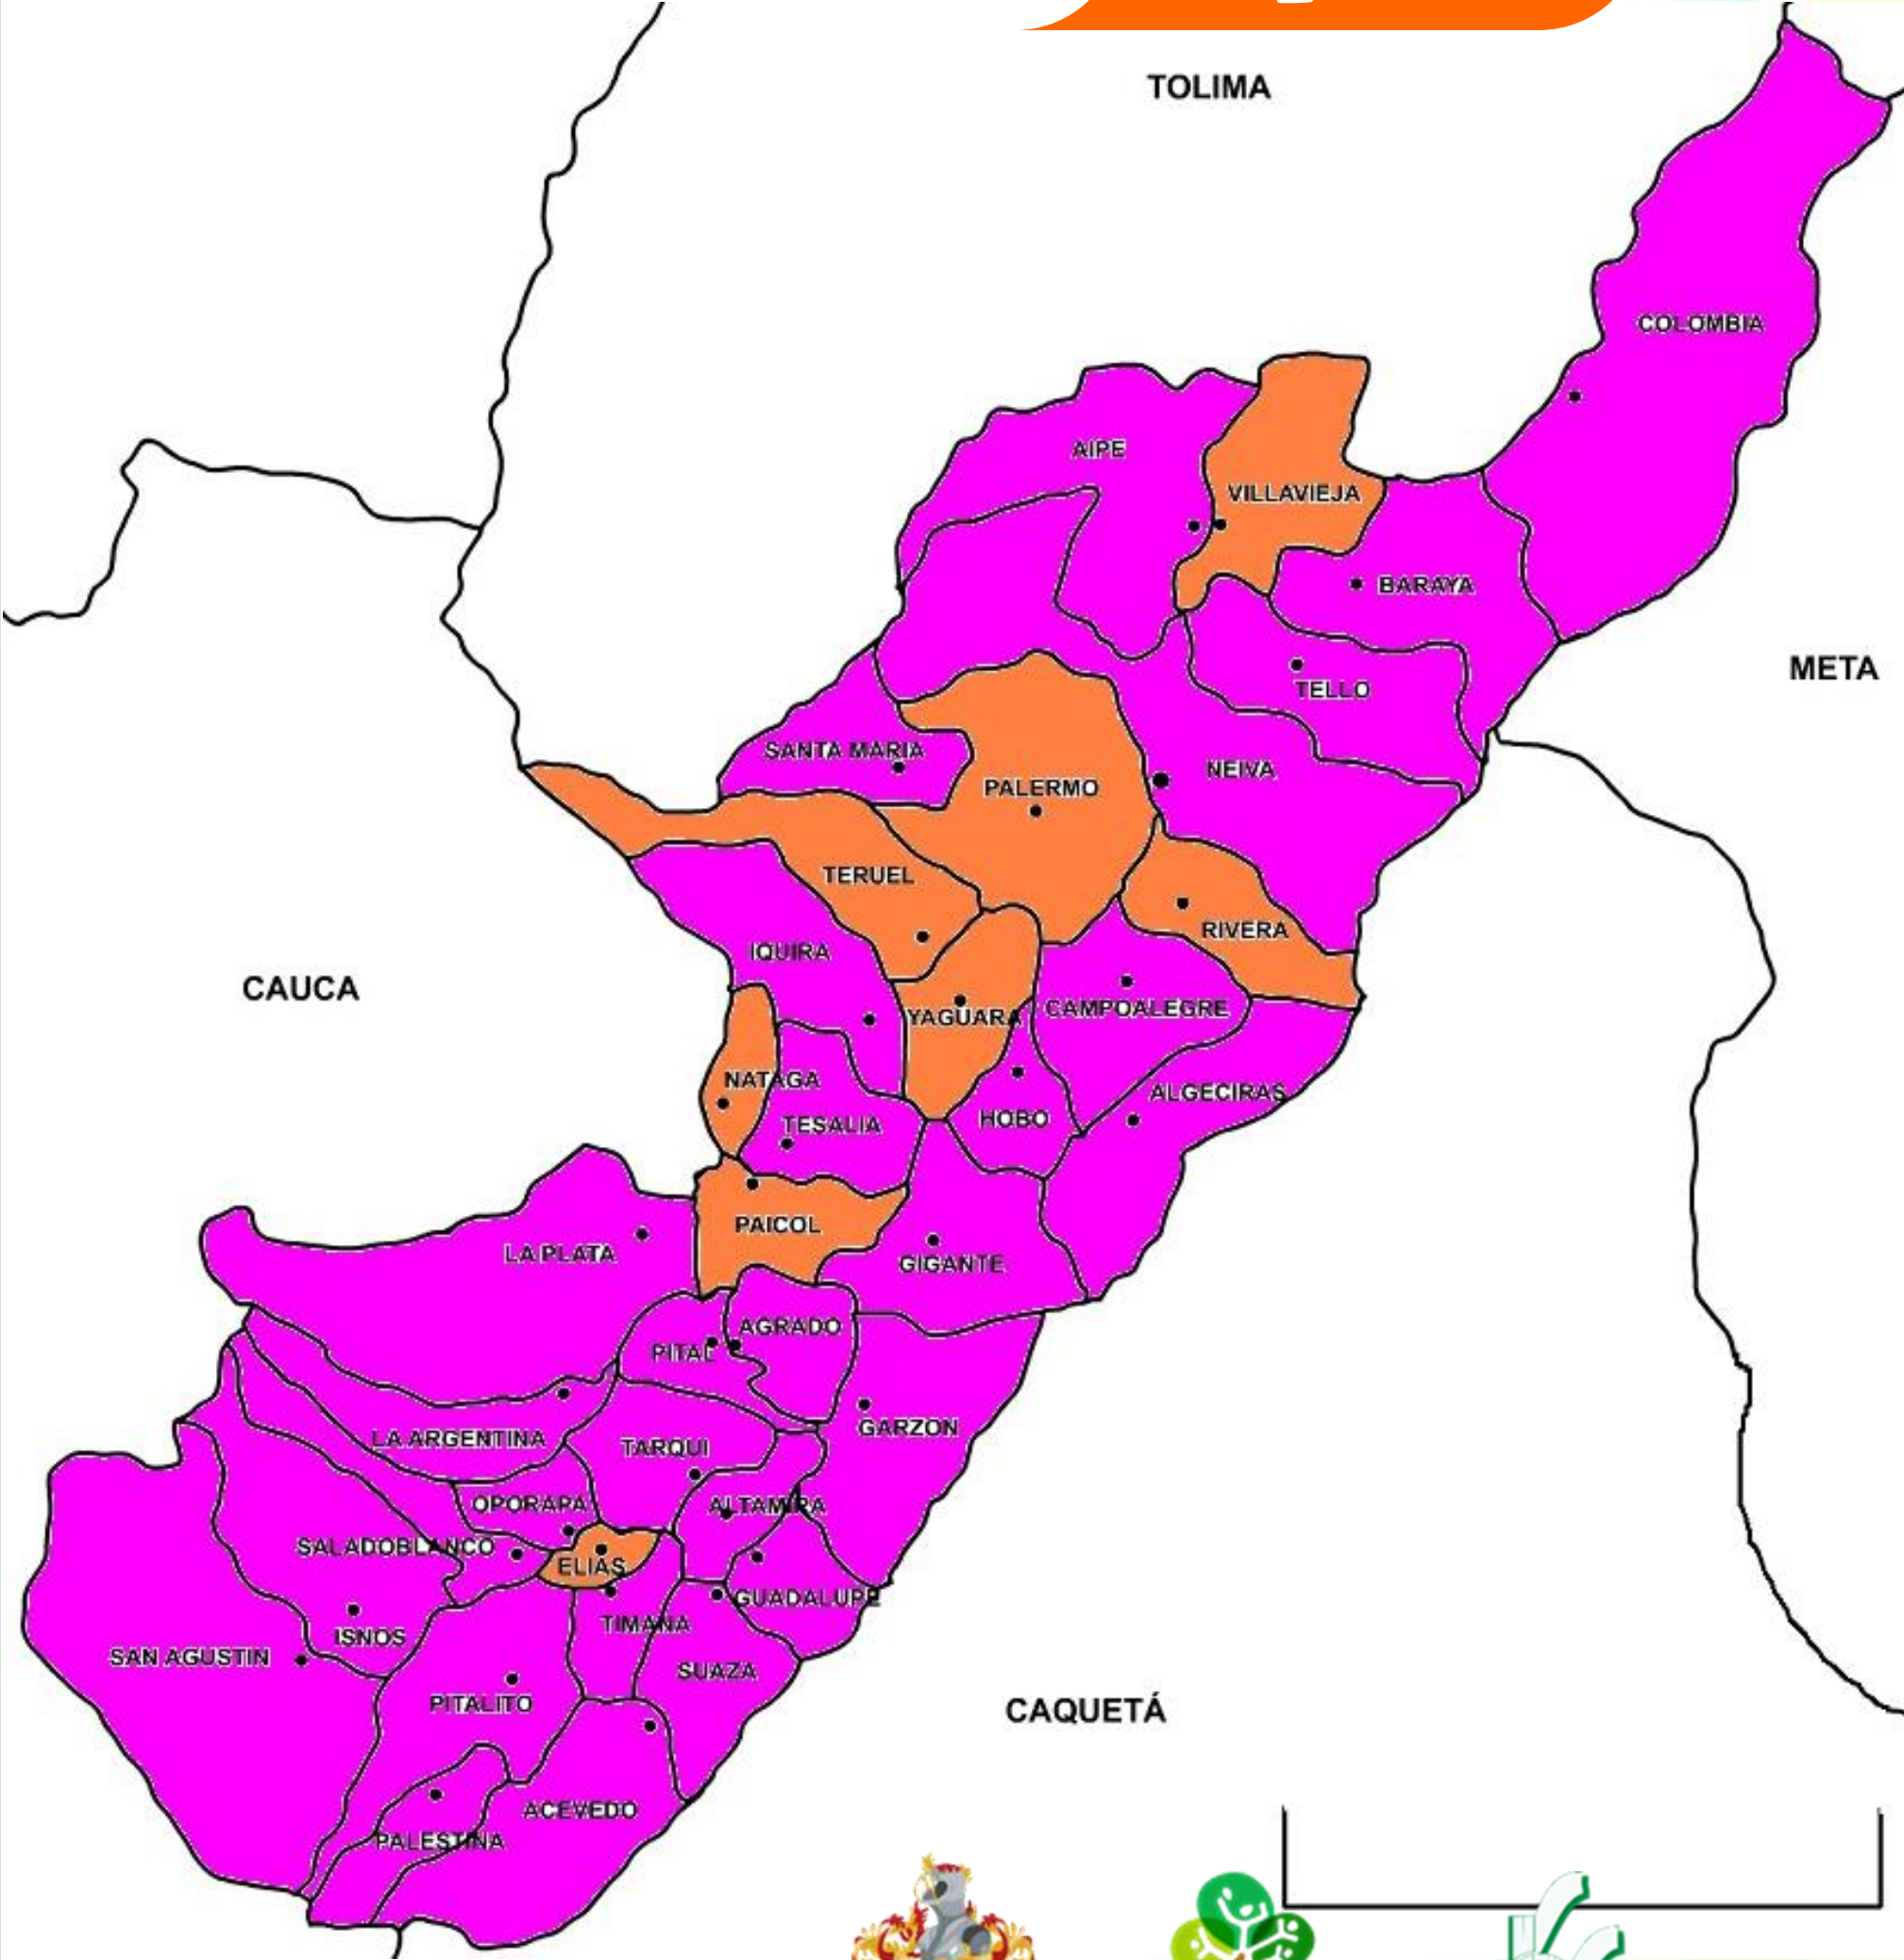 TOLIMA
COLOMBIA
AIPE
VILLAVIEJA
BARAYA
META
TELLO
SANTA MARIA
NEIVA
PALERMO
TERUEL
RIVERA
IQUIRA
CAUCA
CAMPOALEGRE
YAGUARA
NATAGA
ALGECIRAS
HOBO
TESALIA
PAICOL
LA PLATA
GIGANTE
AGRADO
PITAL
GARZON
LA ARGENTINA
TARQUI
OPORAPA
ALTAMIRA
SALADOBLANCO
ELIAS
GUADALUPE
TIMANA
ISNOS
SAN AGUSTIN
SUAZA
PITALITO
CAQUETÁ
ACEVEDO
PALESTINA